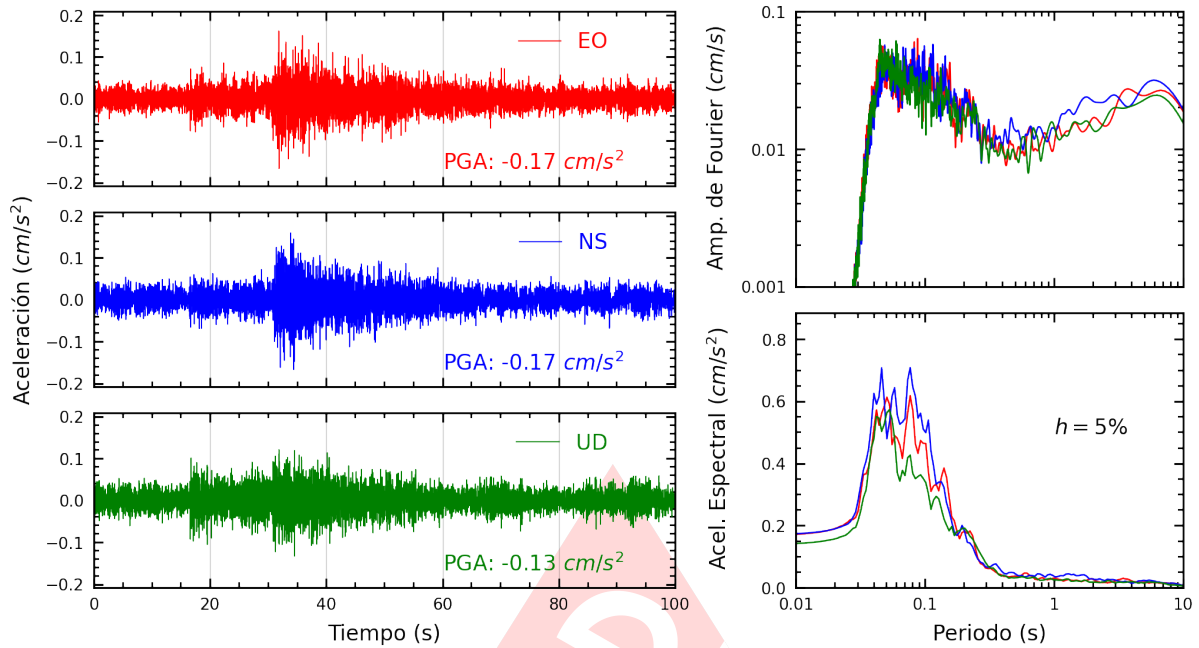 Aceleración (cm/s²)
0.2
0.1
0.0
−0.1
−0.2
EO
PGA: -0.17 cm/s²
0.2
0.1
0.0
−0.1
−0.2
NS
PGA: -0.17 cm/s²
0.2
0.1
0.0
−0.1
−0.2
UD
PGA: -0.13 cm/s²
0 20 40 60 80 100
Tiempo (s)
Amp. de Fourier (cm/s)
0.1
0.01
0.001
Acel. Espectral (cm/s²)
0.8
0.6
0.4
0.2
0.0
h = 5%
0.01 0.1 1 10
Periodo (s)